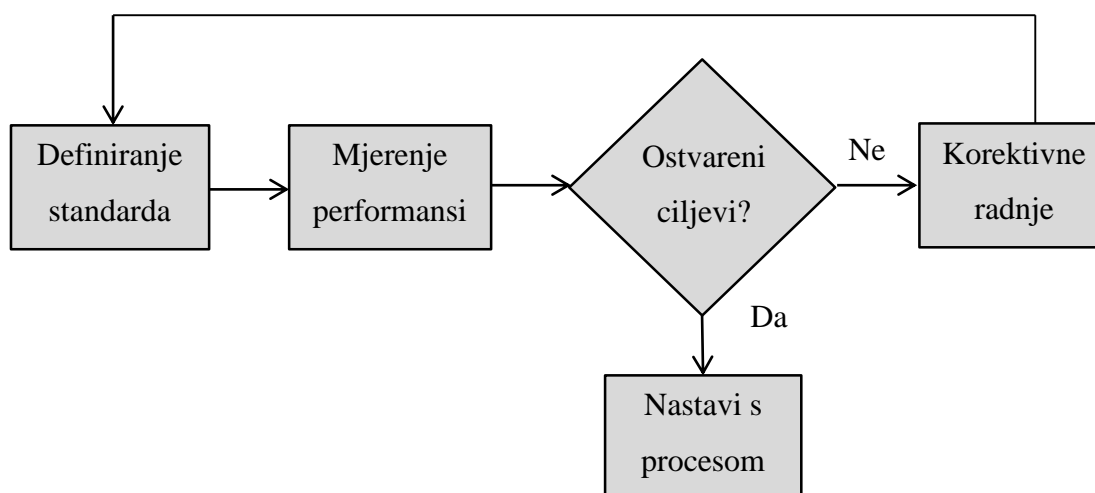 Definiranje
standarda
Mjerenje
performansi
Ostvareni
ciljevi?
Ne
Korektivne
radnje
Da
Nastavi s
procesom